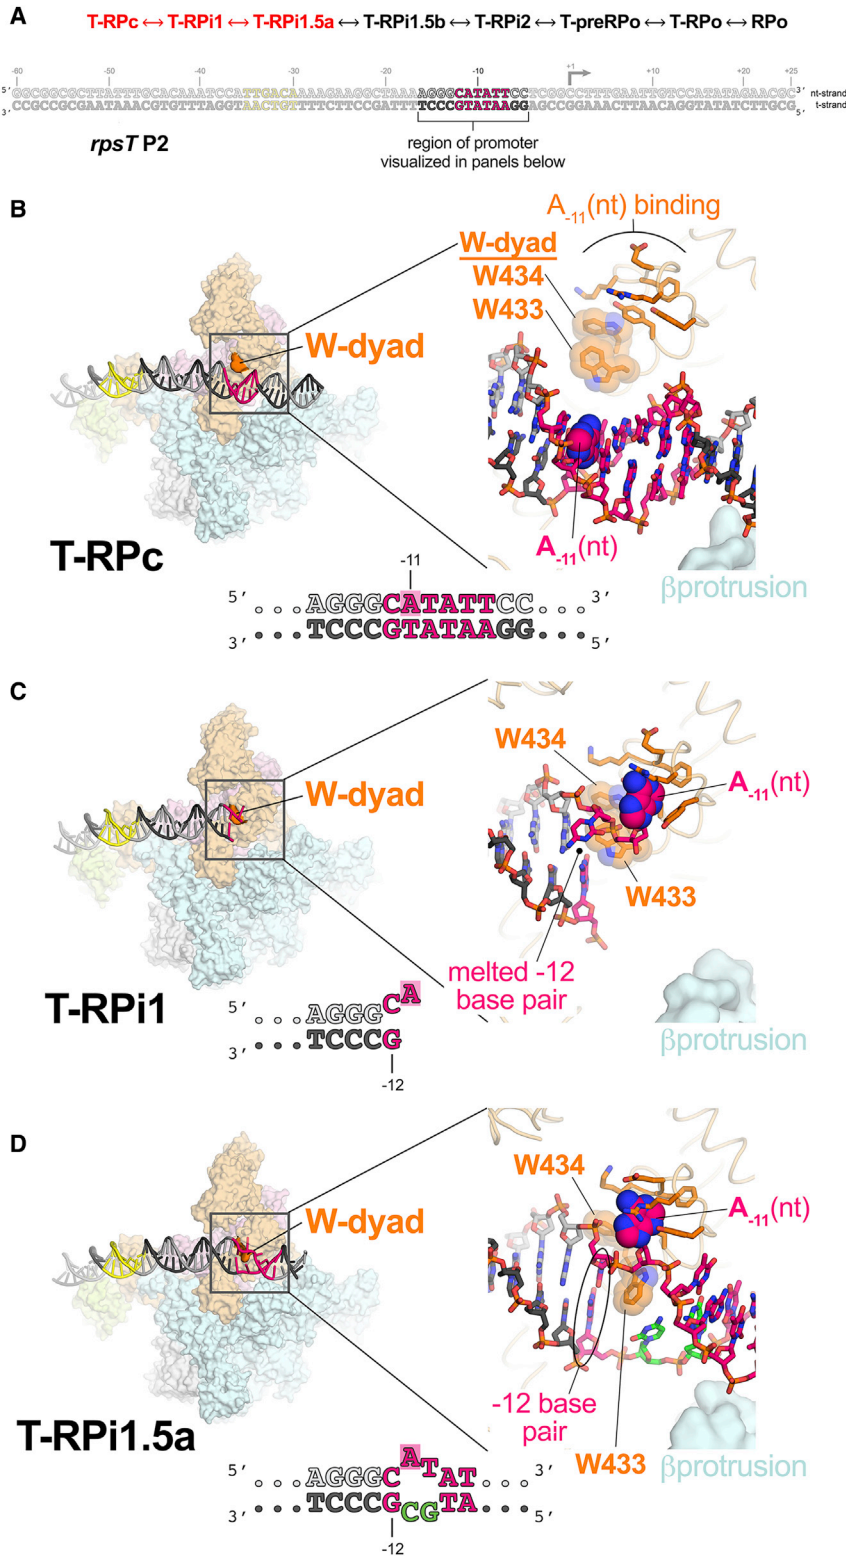 A
T-RPc ↔ T-RPi1 ↔ T-RPi1.5a ↔ T-RPi1.5b ↔ T-RPi2 ↔ T-preRPo ↔ T-RPo ↔ RPo
-60 -50 -40 -30 -20 -10 +1 +10 +20 +25
5' GGCGGCGCTTATTTGCACAAATCCATTGACAAAAGAAGGCTAAAAGGGCATATTCCTCGGCCTTTGAATTGTCCATATAGAACGC 3' nt-strand
3' CCGCCGCGAATAAACGTGTTTAGGTAACTGTTTTCTTCCGATTTTCCCGTATAAGGAGCCGGAAACTTAACAGGTATATCTTGCG 5' t-strand
rpsT P2
region of promoter
visualized in panels below
B
A-11(nt) binding
W-dyad
W434
W433
W-dyad
A-11(nt)
T-RPc
βprotrusion
-11
5' ...AGGGCATATTCC... 3'
3' ...TCCCGTATAAGG... 5'
C
W434
W-dyad
A-11(nt)
W433
melted -12
base pair
T-RPi1
βprotrusion
5' ...AGGGCA
3' ...TCCCG
-12
D
W434
W-dyad
A-11(nt)
-12 base
pair
T-RPi1.5a
W433
βprotrusion
5' ...AGGGCATAT... 3'
3' ...TCCCGCGTA... 5'
-12